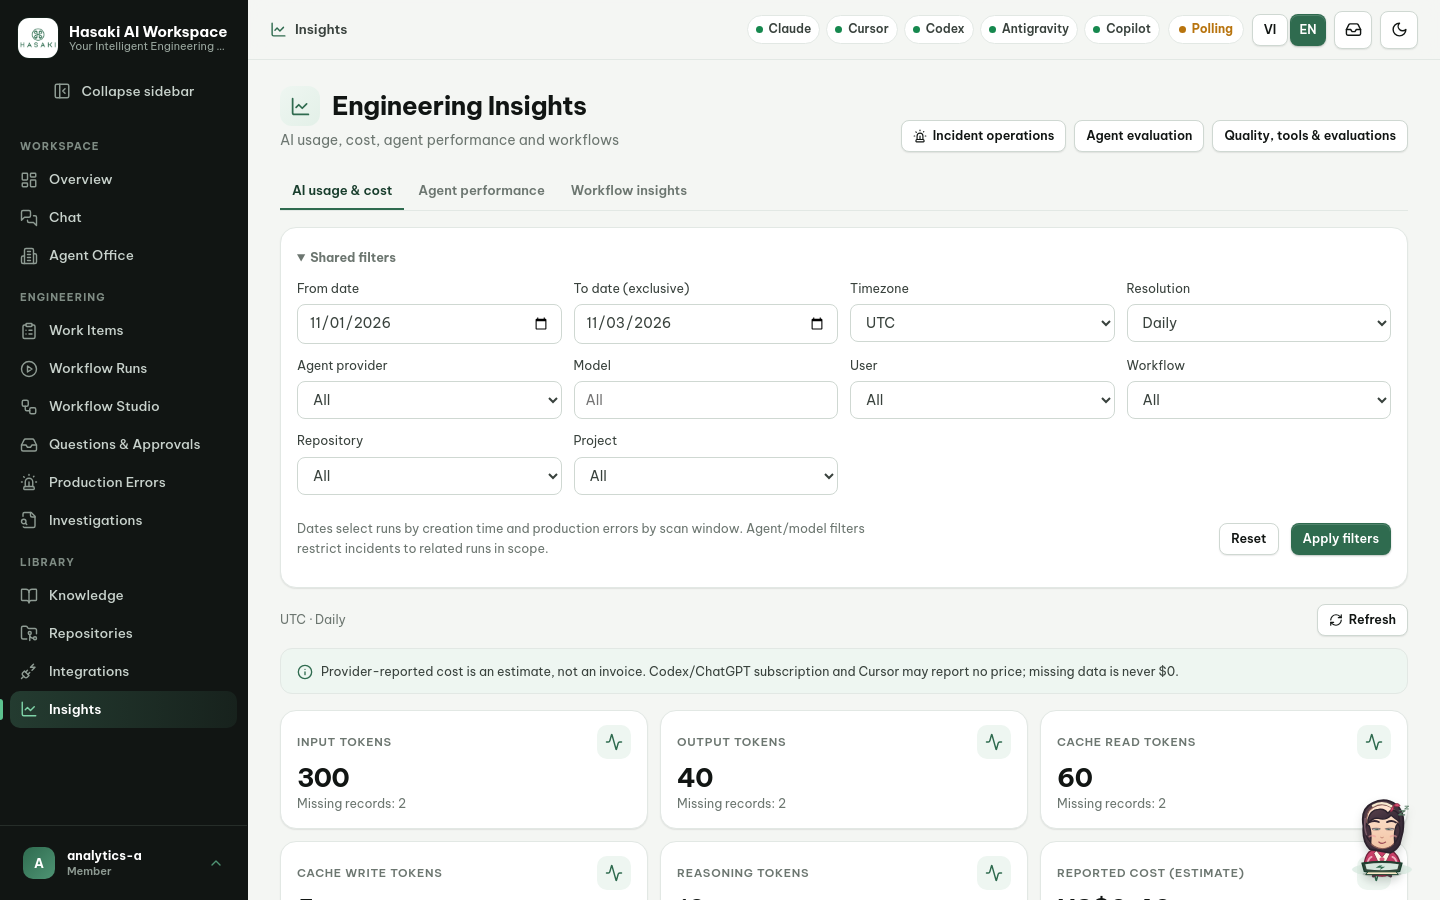 HASAKI
Hasaki AI Workspace
Your Intelligent Engineering ...
Collapse sidebar
WORKSPACE
Overview
Chat
Agent Office
ENGINEERING
Work Items
Workflow Runs
Workflow Studio
Questions & Approvals
Production Errors
Investigations
LIBRARY
Knowledge
Repositories
Integrations
Insights
A
analytics-a
Member
Insights
Claude
Cursor
Codex
Antigravity
Copilot
Polling
VI
EN
Engineering Insights
AI usage, cost, agent performance and workflows
Incident operations
Agent evaluation
Quality, tools & evaluations
AI usage & cost
Agent performance
Workflow insights
Shared filters
From date
To date (exclusive)
Timezone
Resolution
11/01/2026
11/03/2026
UTC
Daily
Agent provider
Model
User
Workflow
All
All
All
All
Repository
Project
All
All
Dates select runs by creation time and production errors by scan window. Agent/model filters
restrict incidents to related runs in scope.
Reset
Apply filters
UTC · Daily
Refresh
Provider-reported cost is an estimate, not an invoice. Codex/ChatGPT subscription and Cursor may report no price; missing data is never $0.
INPUT TOKENS
300
Missing records: 2
OUTPUT TOKENS
40
Missing records: 2
CACHE READ TOKENS
60
Missing records: 2
CACHE WRITE TOKENS
REASONING TOKENS
REPORTED COST (ESTIMATE)